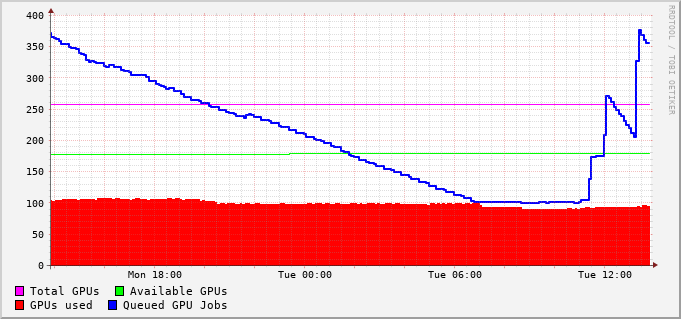 400
350
300
250
200
150
100
50
0
Mon 18:00 Tue 00:00 Tue 06:00 Tue 12:00
Total GPUs Available GPUs
GPUs used Queued GPU Jobs
RRDTOOL / TOBI OETIKER